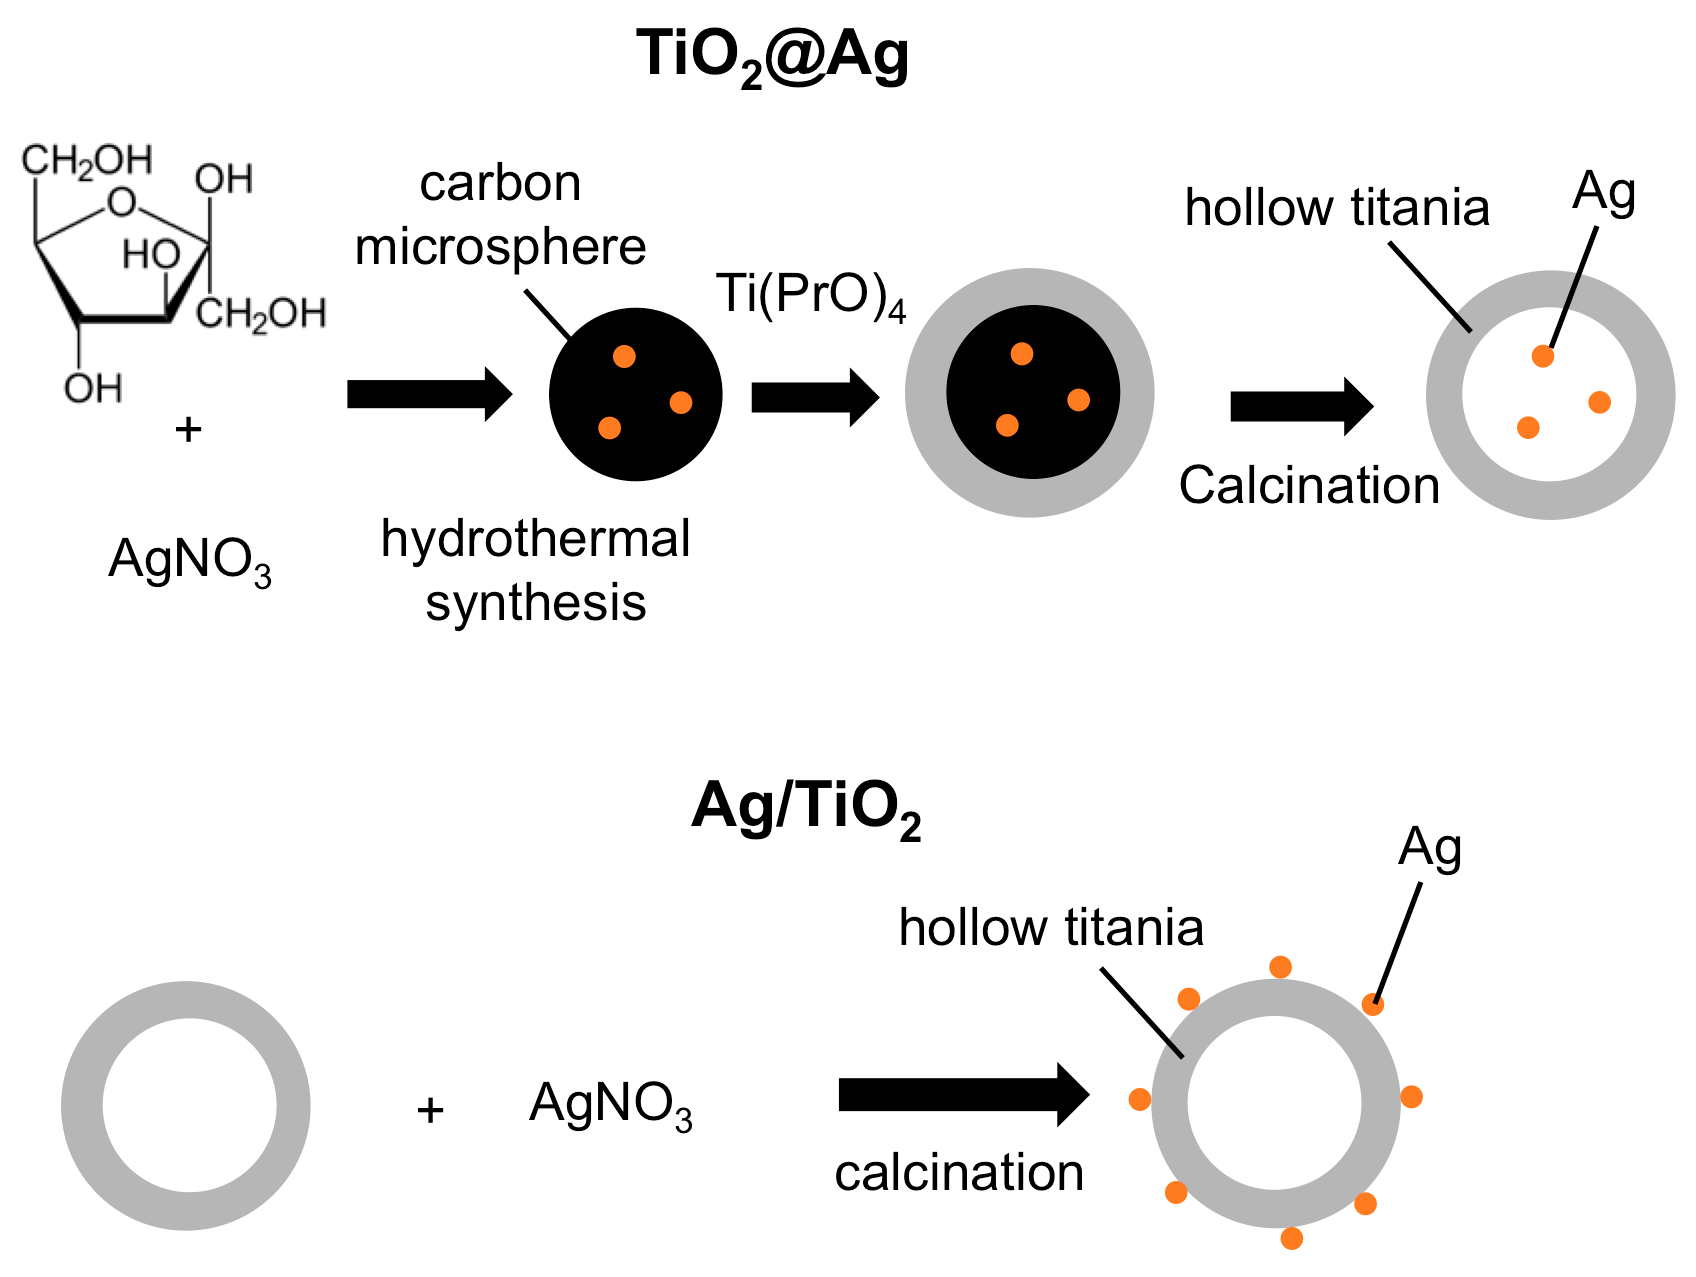 TiO₂@Ag
CH₂OH
O
OH
HO
CH₂OH
OH
+
AgNO₃
carbon
microsphere
hydrothermal
synthesis
Ti(PrO)₄
Calcination
hollow titania
Ag
Ag/TiO₂
+
AgNO₃
calcination
hollow titania
Ag